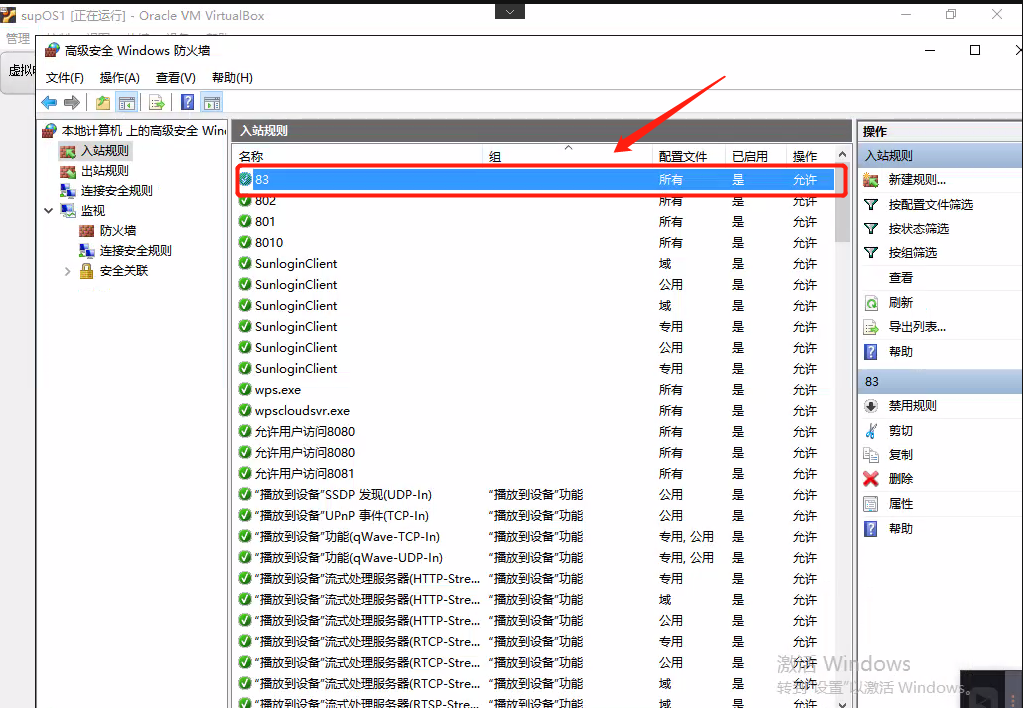 supOS1 [正在运行] - Oracle VM VirtualBox
管理
虚拟
高级安全 Windows 防火墙
文件(F) 操作(A) 查看(V) 帮助(H)
本地计算机 上的高级安全 Win
入站规则
出站规则
连接安全规则
监视
防火墙
连接安全规则
安全关联
入站规则
名称 组 配置文件 已启用 操作
83 所有 是 允许
802 所有 是 允许
801 所有 是 允许
8010 所有 是 允许
SunloginClient 域 是 允许
SunloginClient 公用 是 允许
SunloginClient 域 是 允许
SunloginClient 专用 是 允许
SunloginClient 公用 是 允许
SunloginClient 专用 是 允许
wps.exe 所有 是 允许
wpscloudsvr.exe 所有 是 允许
允许用户访问8080 所有 是 允许
允许用户访问8080 所有 是 允许
允许用户访问8081 所有 是 允许
"播放到设备"SSDP 发现(UDP-In) "播放到设备"功能 公用 是 允许
"播放到设备"UPnP 事件(TCP-In) "播放到设备"功能 公用 是 允许
"播放到设备"功能(qWave-TCP-In) "播放到设备"功能 专用, 公用 是 允许
"播放到设备"功能(qWave-UDP-In) "播放到设备"功能 专用, 公用 是 允许
"播放到设备"流式处理服务器(HTTP-Stre... "播放到设备"功能 专用 是 允许
"播放到设备"流式处理服务器(HTTP-Stre... "播放到设备"功能 域 是 允许
"播放到设备"流式处理服务器(HTTP-Stre... "播放到设备"功能 公用 是 允许
"播放到设备"流式处理服务器(RTCP-Stre... "播放到设备"功能 专用 是 允许
"播放到设备"流式处理服务器(RTCP-Stre... "播放到设备"功能 公用 是 允许
"播放到设备"流式处理服务器(RTCP-Stre... "播放到设备"功能 域 是 允许
"播放到设备"流式处理服务器(RTSP-Stre... "播放到设备"功能 域 是 允许
操作
入站规则
新建规则...
按配置文件筛选
按状态筛选
按组筛选
查看
刷新
导出列表...
帮助
83
禁用规则
剪切
复制
删除
属性
帮助
激活 Windows
转到"设置"以激活 Windows。